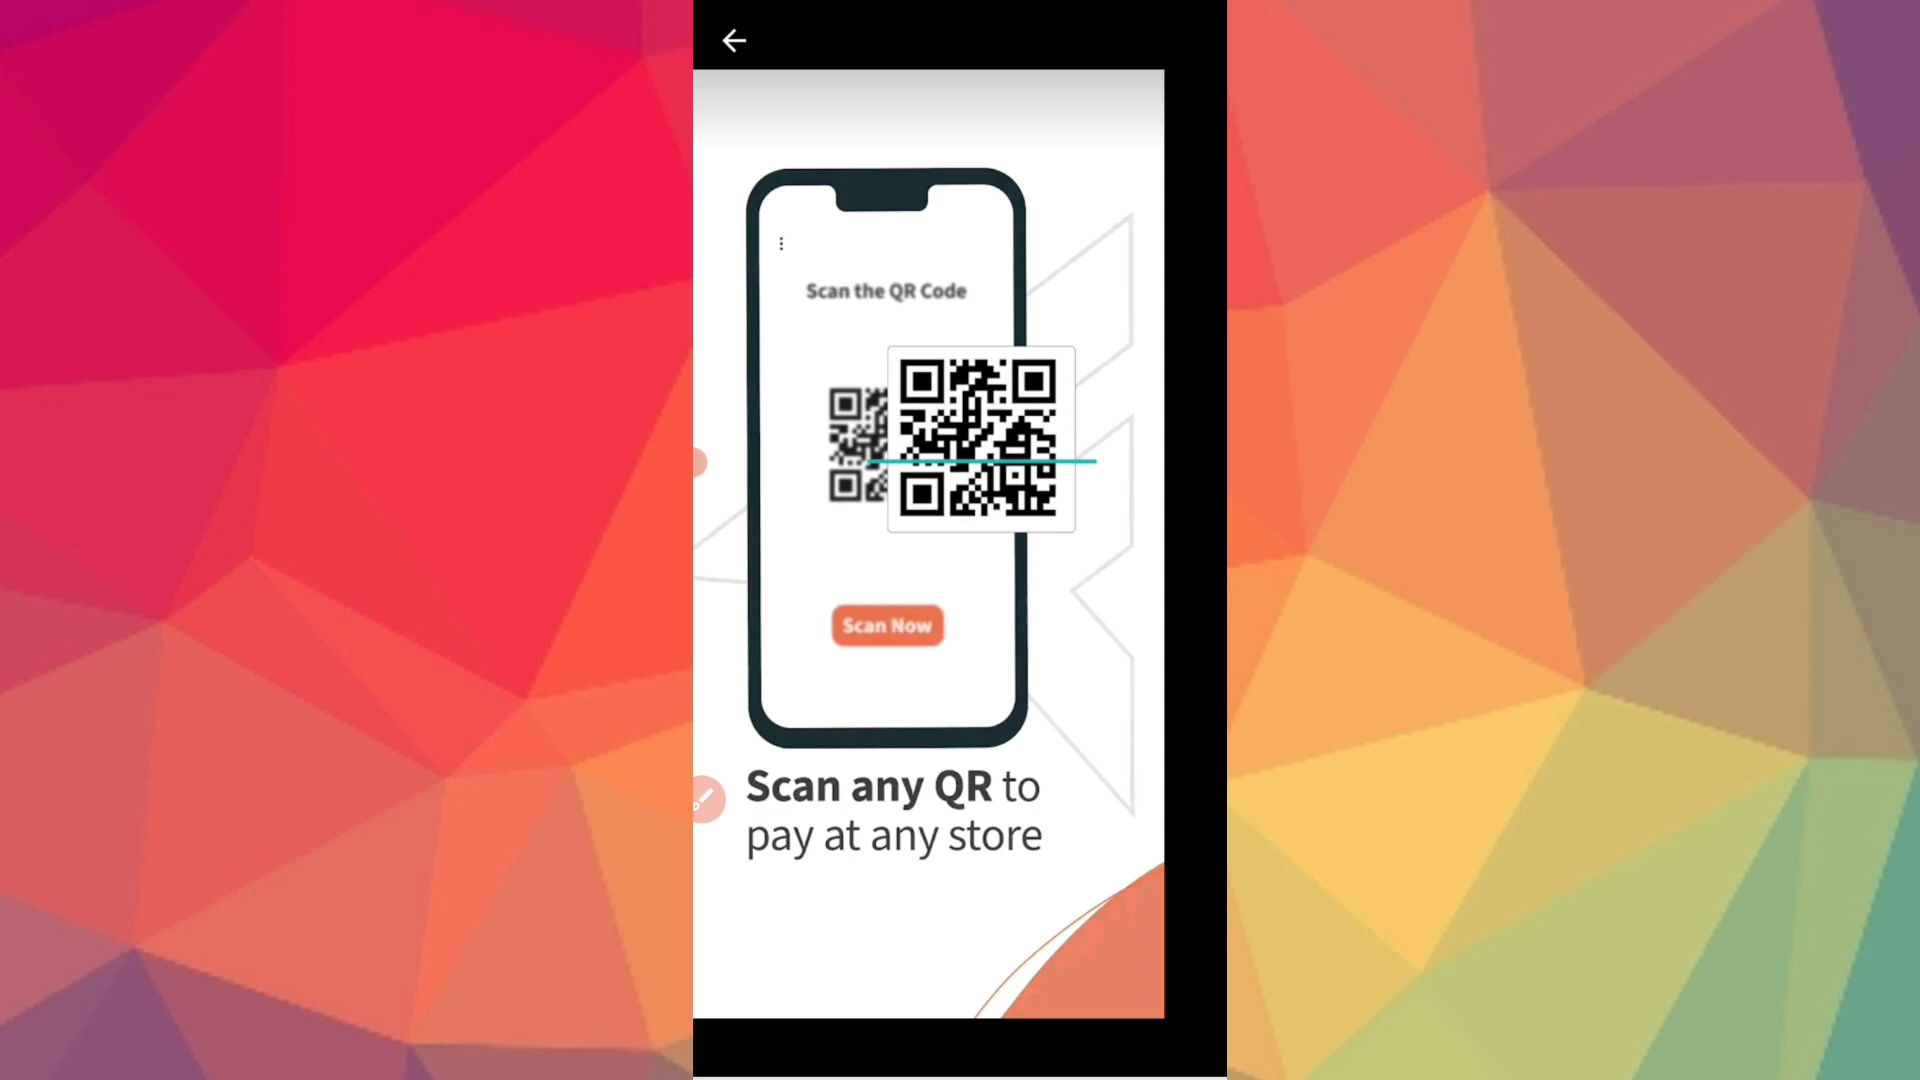 Scan the QR Code
Scan Now
Scan any QR to
pay at any store